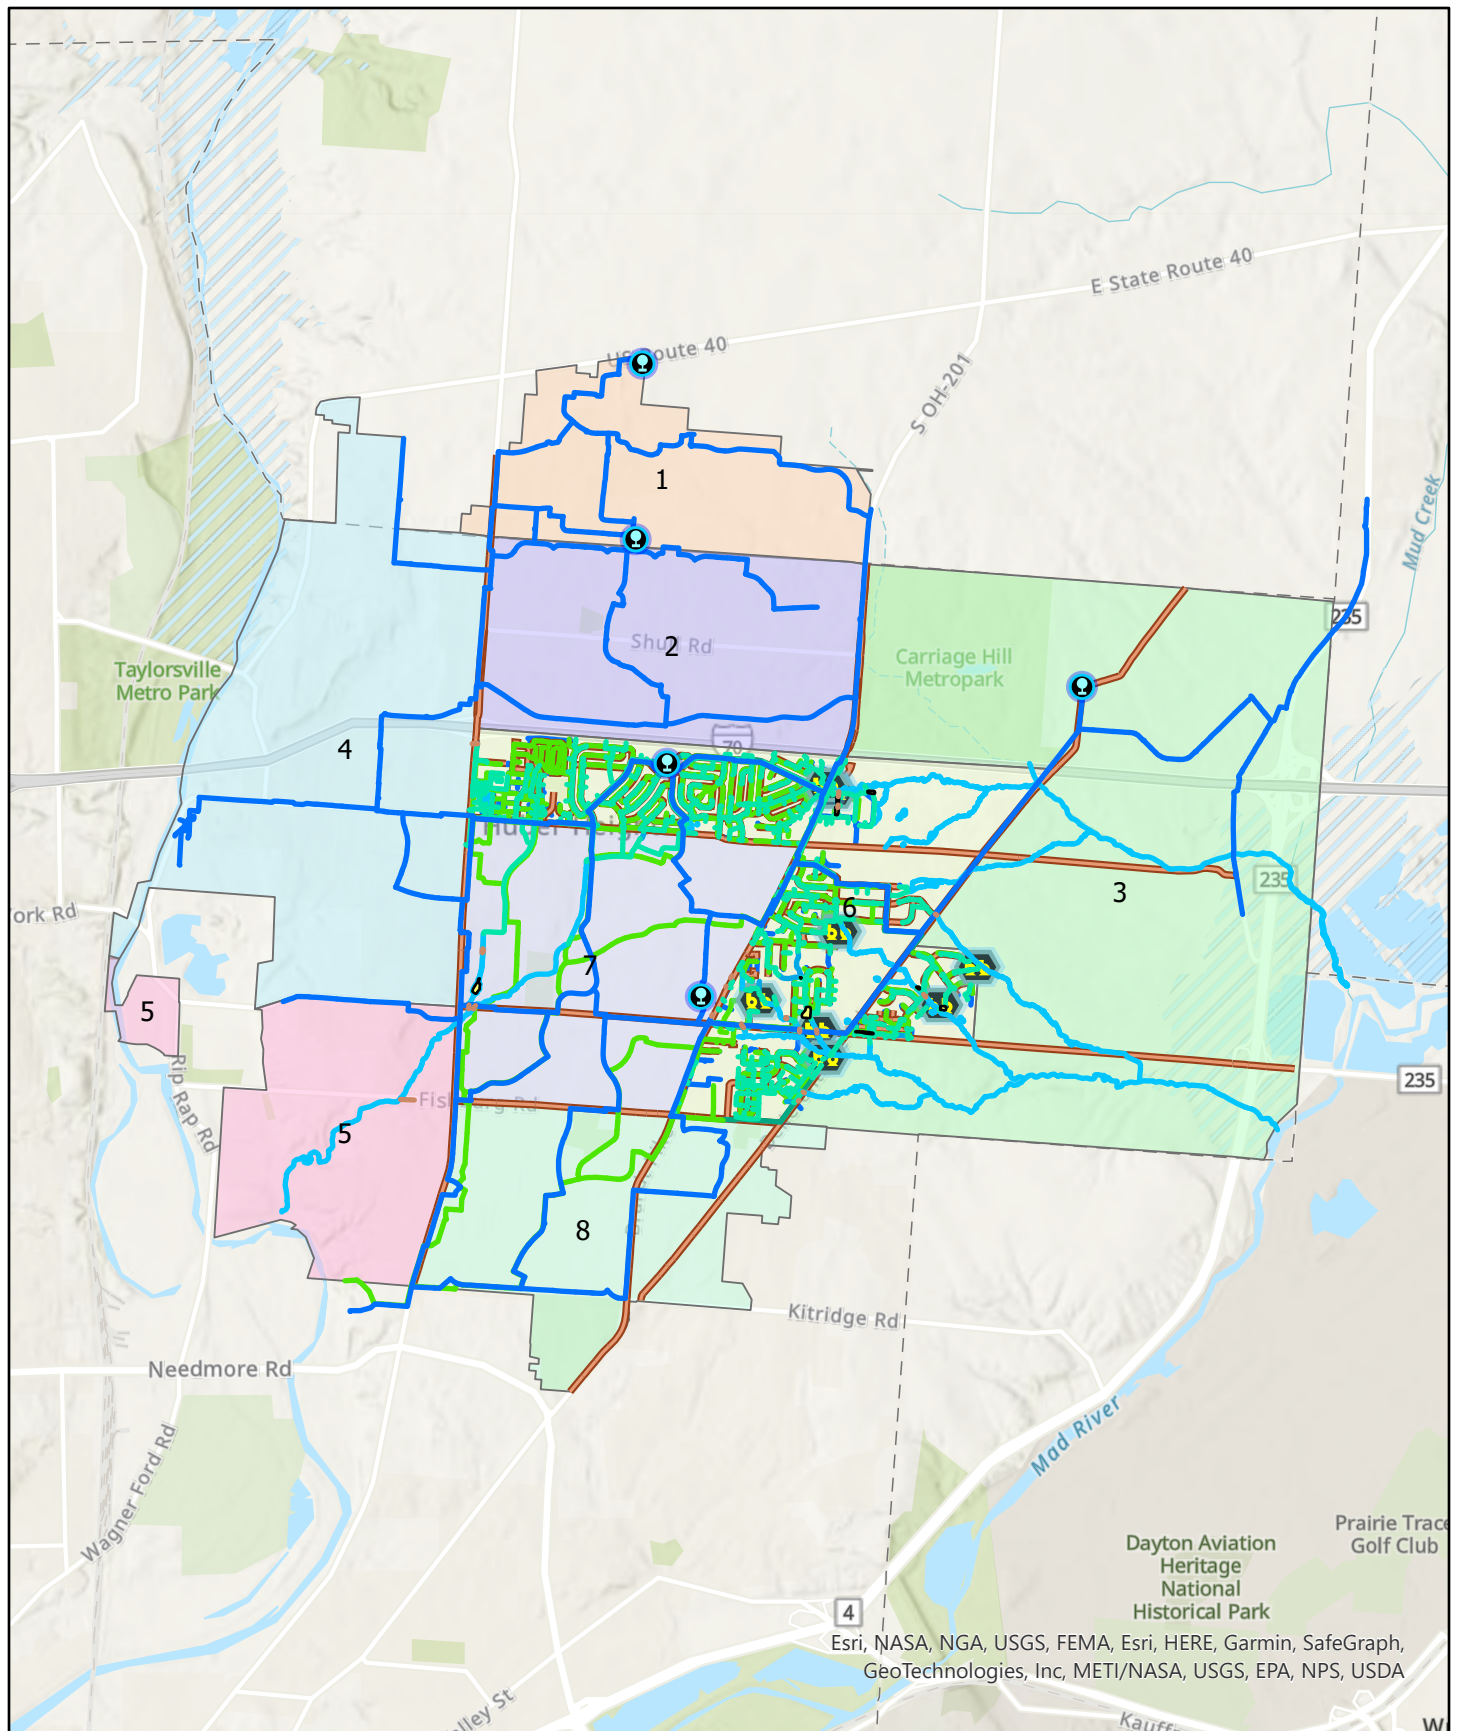 E State Route 40
US Route 40
S OH-201
1
Mud Creek
235
Shull Rd
2
Carriage Hill
Metropark
Taylorsville
Metro Park
70
4
235
3
6
York Rd
7
5
235
Rip Rap Rd
Fishburg Rd
5
8
Kitridge Rd
Needmore Rd
Mad River
Wagner Ford Rd
Prairie Trace
Golf Club
Dayton Aviation
Heritage
National
Historical Park
4
Esri, NASA, NGA, USGS, FEMA, Esri, HERE, Garmin, SafeGraph,
GeoTechnologies, Inc, METI/NASA, USGS, EPA, NPS, USDA